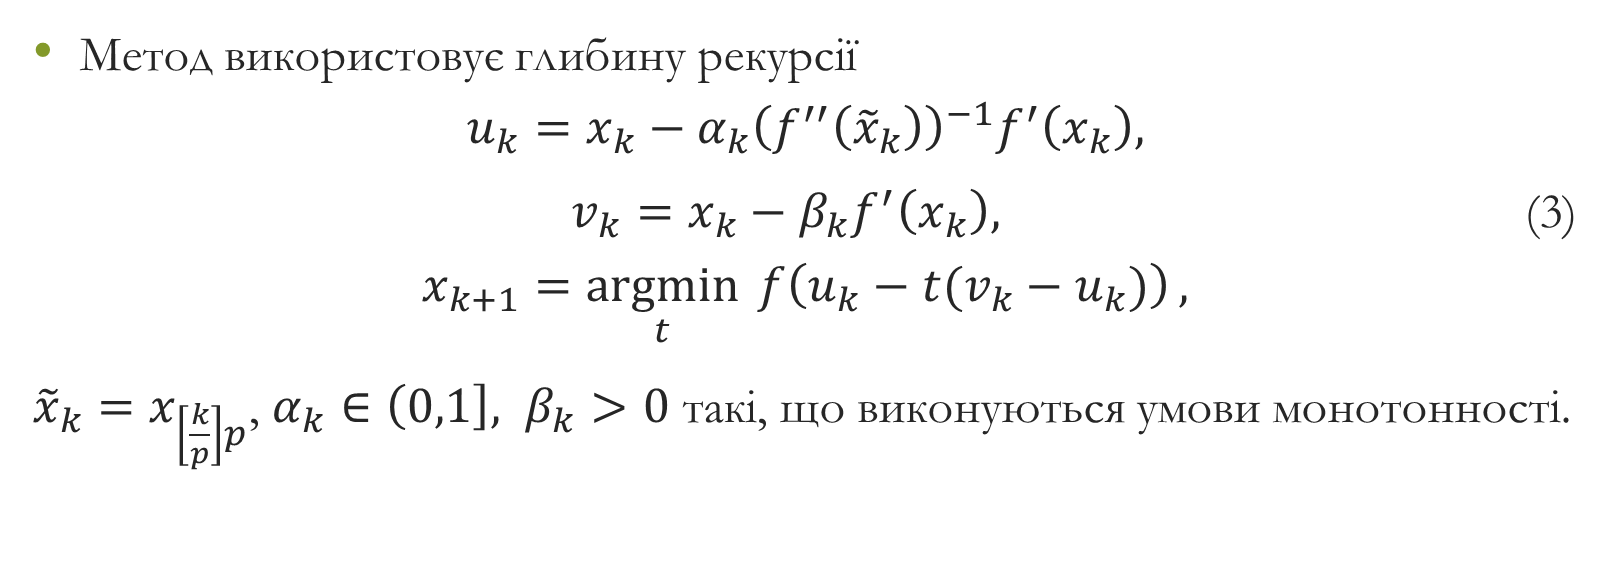 • Метод використовує глибину рекурсії
u_k = x_k − α_k(f′′(x̃_k))^{−1}f′(x_k),
v_k = x_k − β_kf′(x_k), (3)
x_{k+1} = argmin_t f(u_k − t(v_k − u_k)),
x̃_k = x_{[k/p]p}, α_k ∈ (0,1], β_k > 0 такі, що виконуються умови монотонності.